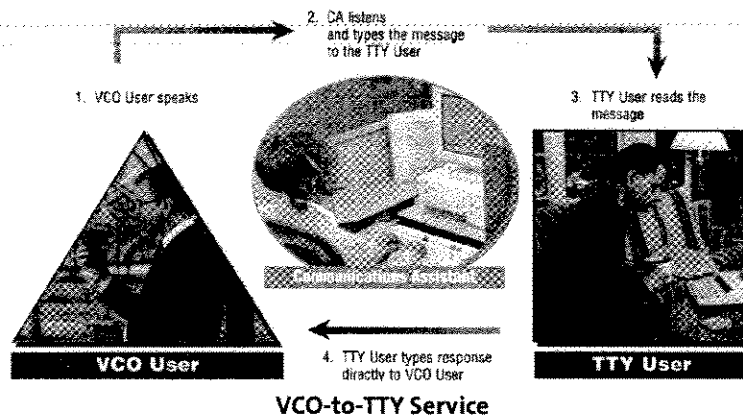 2. CA listens
and types the message
to the TTY User
1. VCO User speaks
3. TTY User reads the
message
Communications Assistant
VCO User
TTY User
4. TTY User types response
directly to VCO User
VCO-to-TTY Service